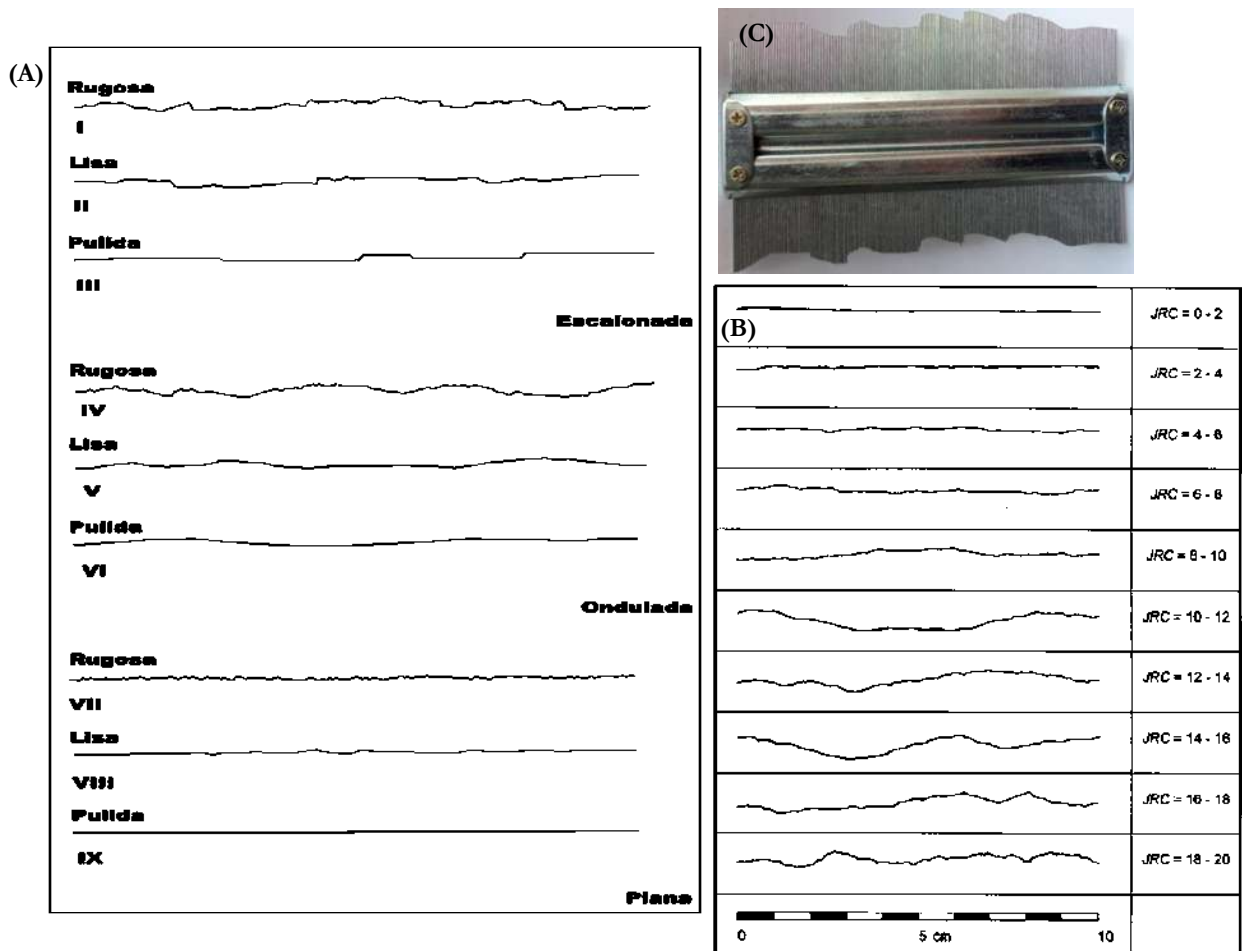 (A)
Rugosa
I
Lisa
II
Pulida
III
Escalonada
Rugosa
IV
Lisa
V
Pulida
VI
Ondulada
Rugosa
VII
Lisa
VIII
Pulida
IX
Plana
(C)
(B)
JRC = 0 - 2
JRC = 2 - 4
JRC = 4 - 6
JRC = 6 - 8
JRC = 8 - 10
JRC = 10 - 12
JRC = 12 - 14
JRC = 14 - 16
JRC = 16 - 18
JRC = 18 - 20
0 5 cm 10